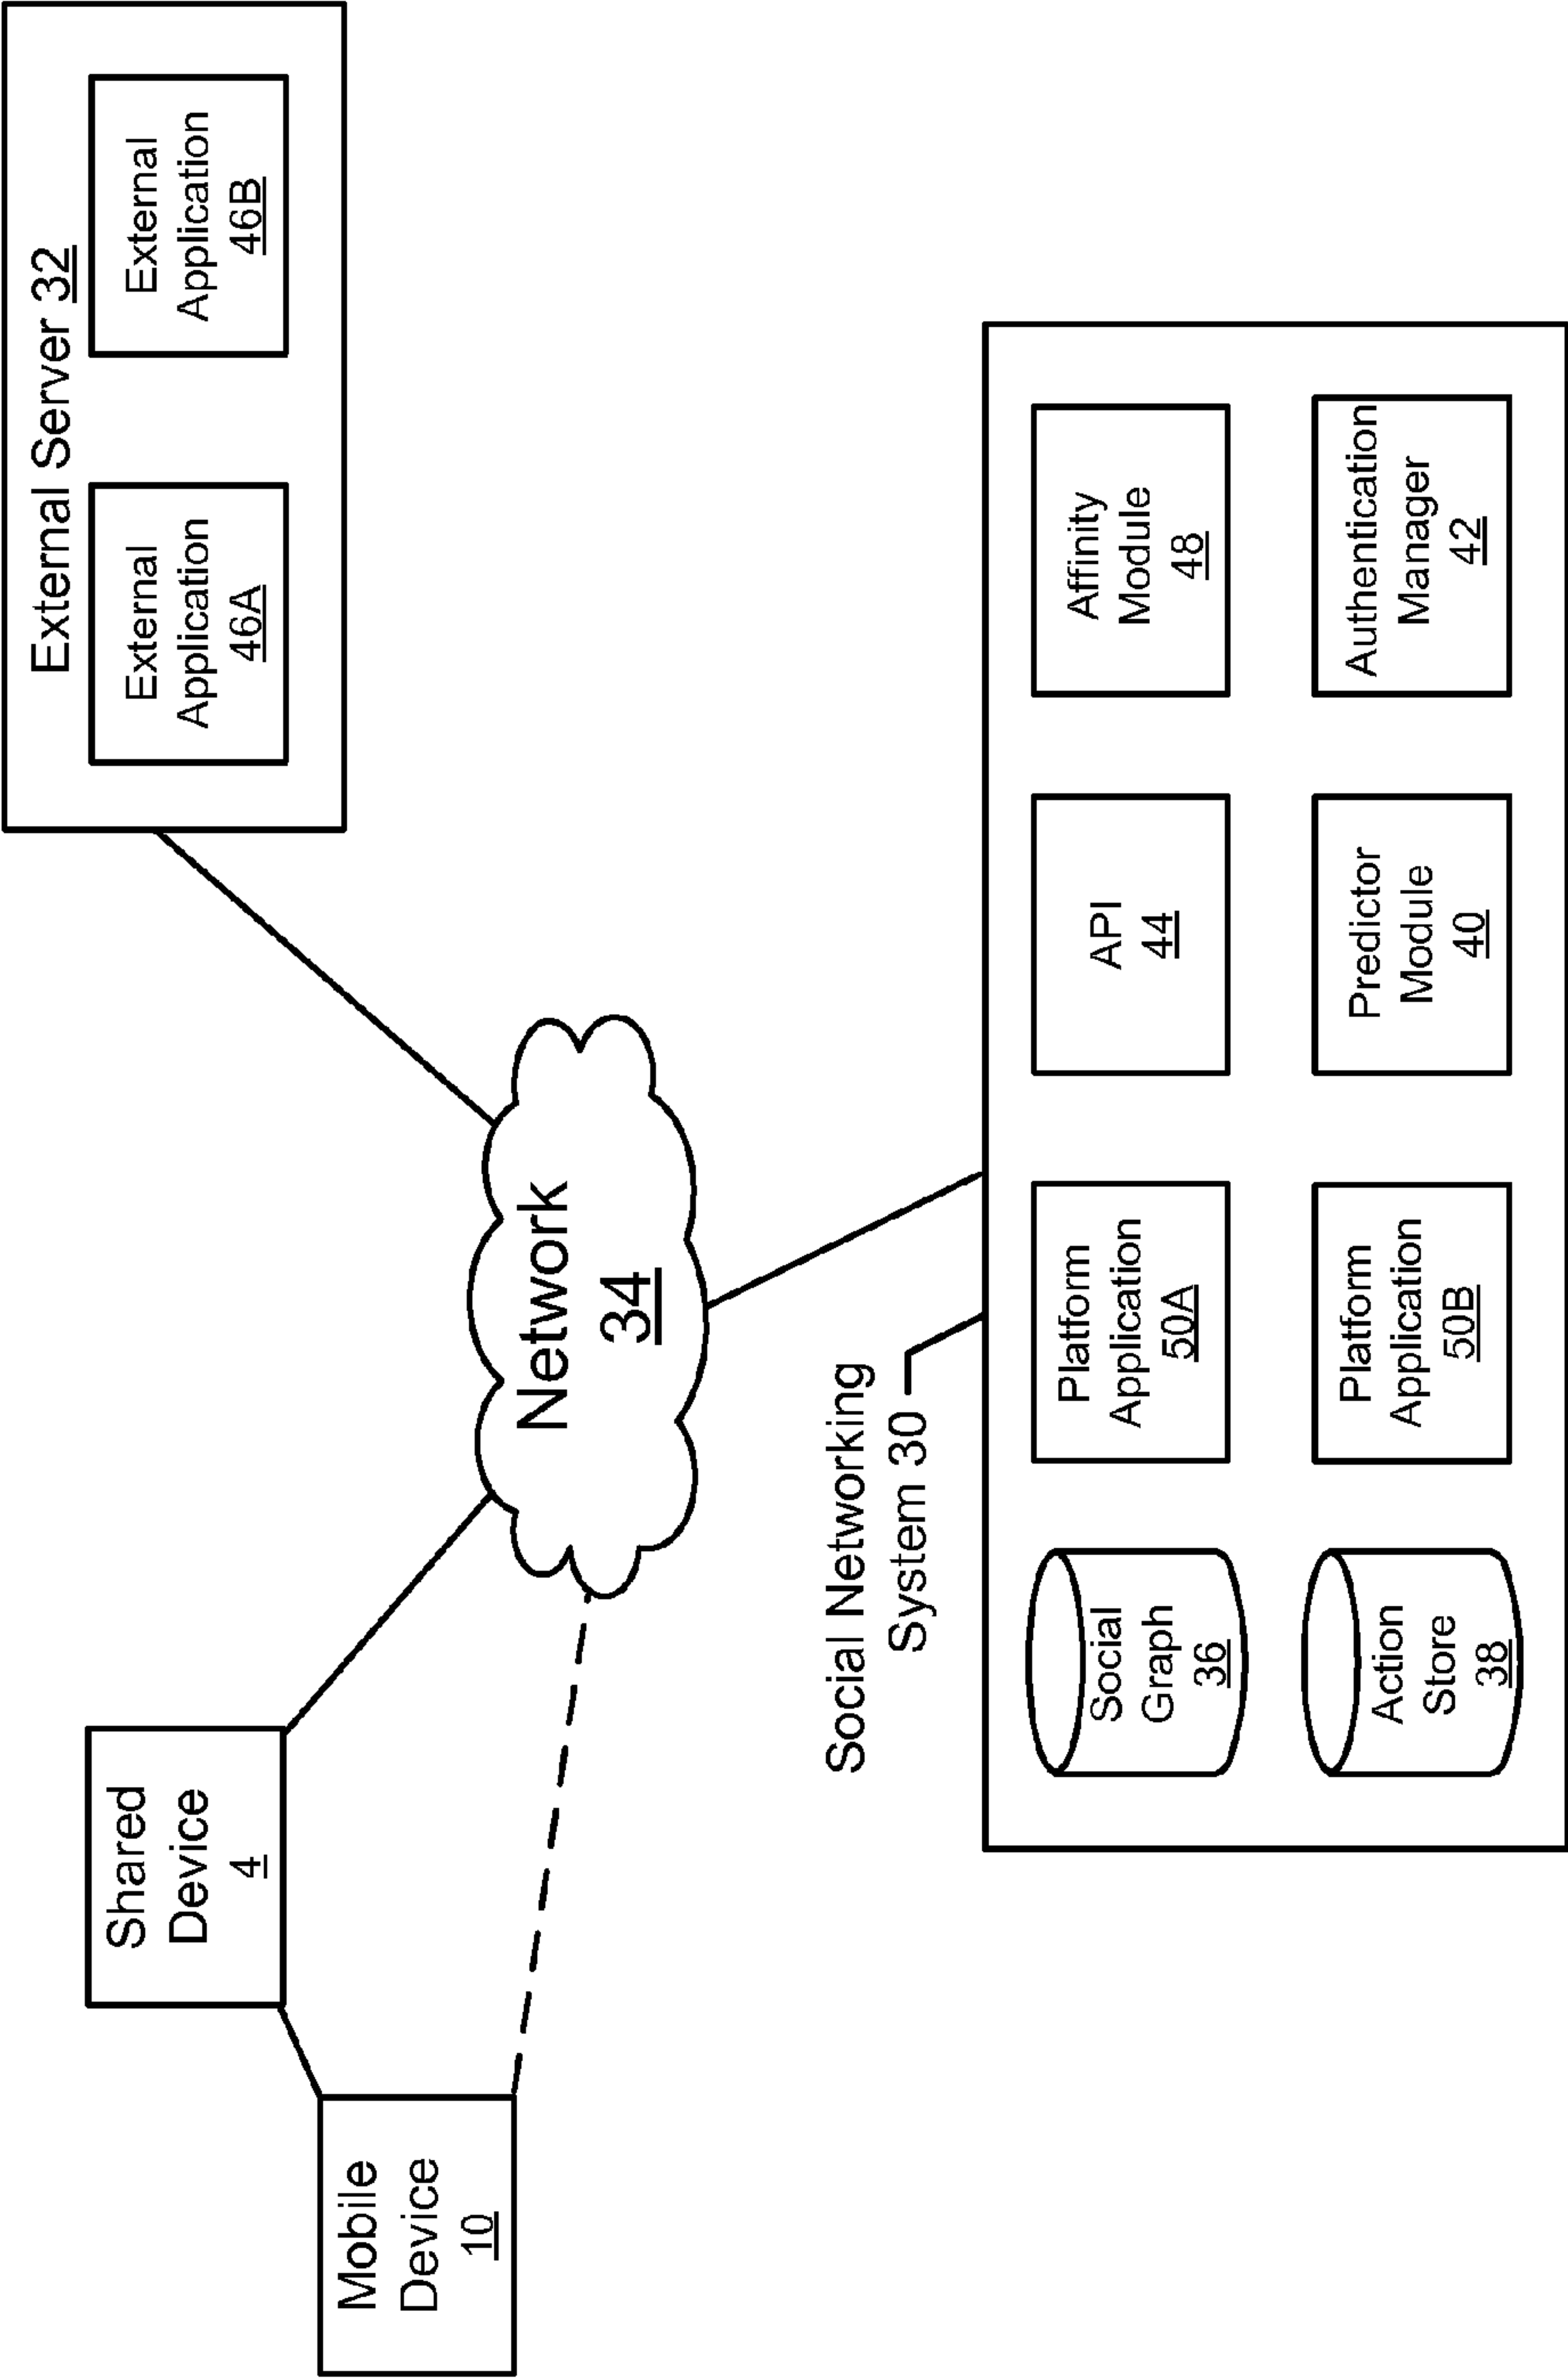 External Server 32
External
Application
46A
External
Application
46B
Shared
Device
4
Mobile
Device
10
Network
34
Social Networking
System 30
Social
Graph
36
Platform
Application
50A
API
44
Affinity
Module
48
Action
Store
38
Platform
Application
50B
Predictor
Module
40
Authentication
Manager
42